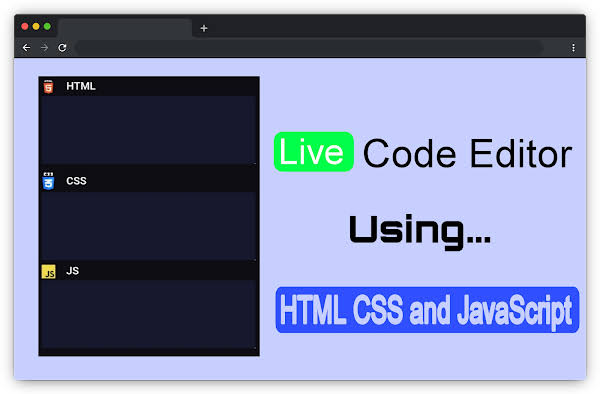 HTML
CSS
JS
Live Code Editor
Using...
HTML CSS and JavaScript